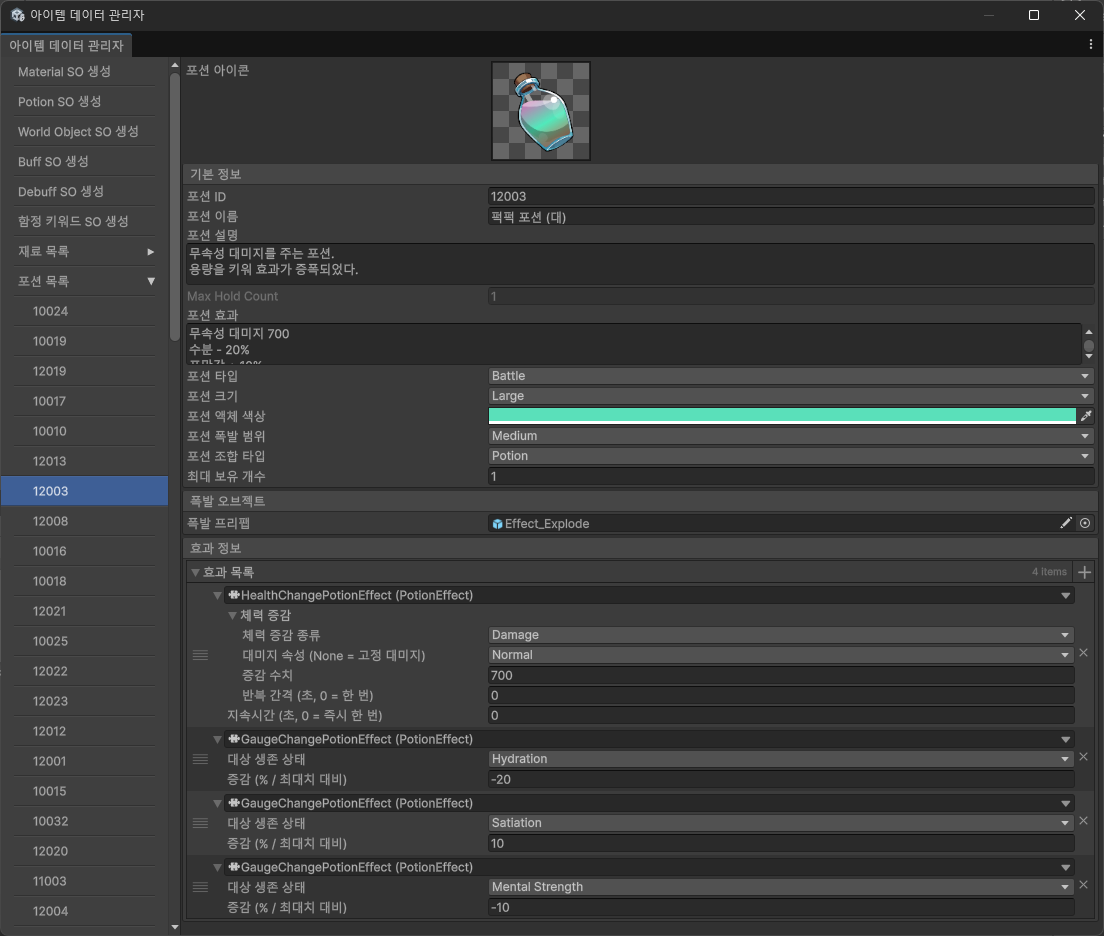 아이템 데이터 관리자
아이템 데이터 관리자
Material SO 생성
Potion SO 생성
World Object SO 생성
Buff SO 생성
Debuff SO 생성
함정 키워드 SO 생성
재료 목록
포션 목록
10024
10019
12019
10017
10010
12013
12003
12008
10016
10018
12021
10025
12022
12023
12012
12001
10015
10032
12020
11003
12004
포션 아이콘
기본 정보
포션 ID 12003
포션 이름 퍽퍽 포션 (대)
포션 설명
무속성 대미지를 주는 포션.
용량을 키워 효과가 증폭되었다.
Max Hold Count 1
포션 효과
무속성 대미지 700
수분 - 20%
포션 타입 Battle
포션 크기 Large
포션 액체 색상
포션 폭발 범위 Medium
포션 조합 타입 Potion
최대 보유 개수 1
폭발 오브젝트
폭발 프리팹 Effect_Explode
효과 정보
효과 목록 4 Items
HealthChangePotionEffect (PotionEffect)
체력 증감
체력 증감 종류 Damage
대미지 속성 (None = 고정 대미지) Normal
증감 수치 700
반복 간격 (초, 0 = 한 번) 0
지속시간 (초, 0 = 즉시 한 번) 0
GaugeChangePotionEffect (PotionEffect)
대상 생존 상태 Hydration
증감 (% / 최대치 대비) -20
GaugeChangePotionEffect (PotionEffect)
대상 생존 상태 Satiation
증감 (% / 최대치 대비) 10
GaugeChangePotionEffect (PotionEffect)
대상 생존 상태 Mental Strength
증감 (% / 최대치 대비) -10